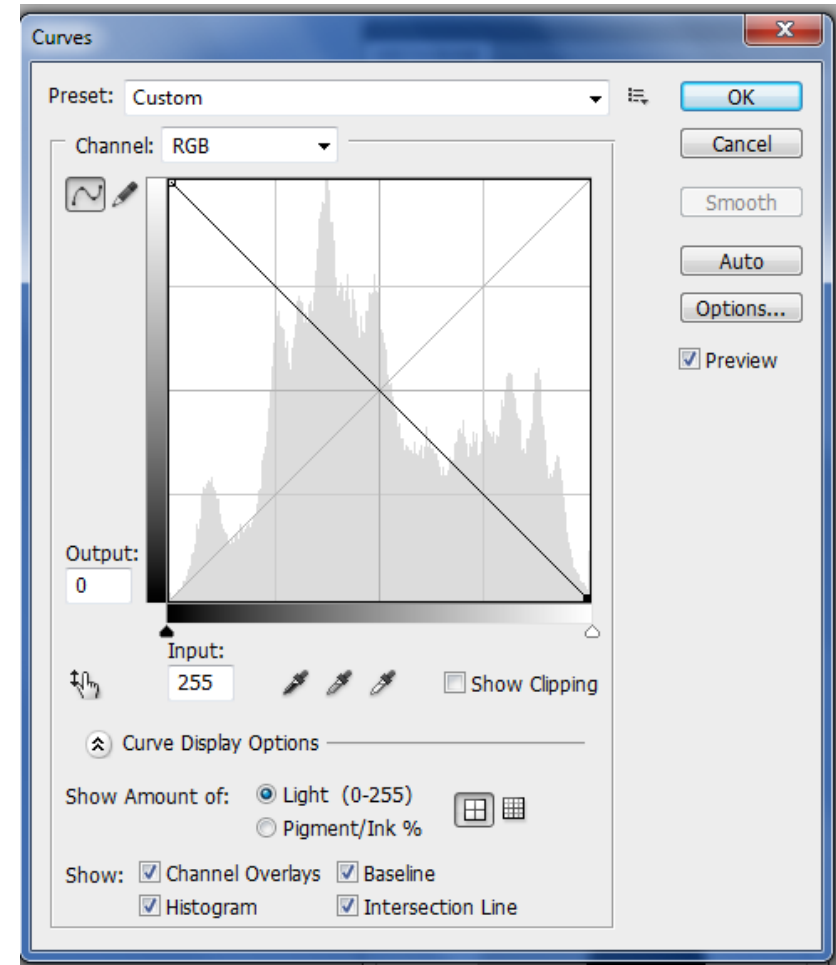 Curves
Preset: Custom
OK
Channel: RGB
Cancel
Smooth
Auto
Options...
Preview
Output:
0
Input:
255
Show Clipping
Curve Display Options
Show Amount of: Light (0-255)
Pigment/Ink %
Show: Channel Overlays Baseline
Histogram Intersection Line